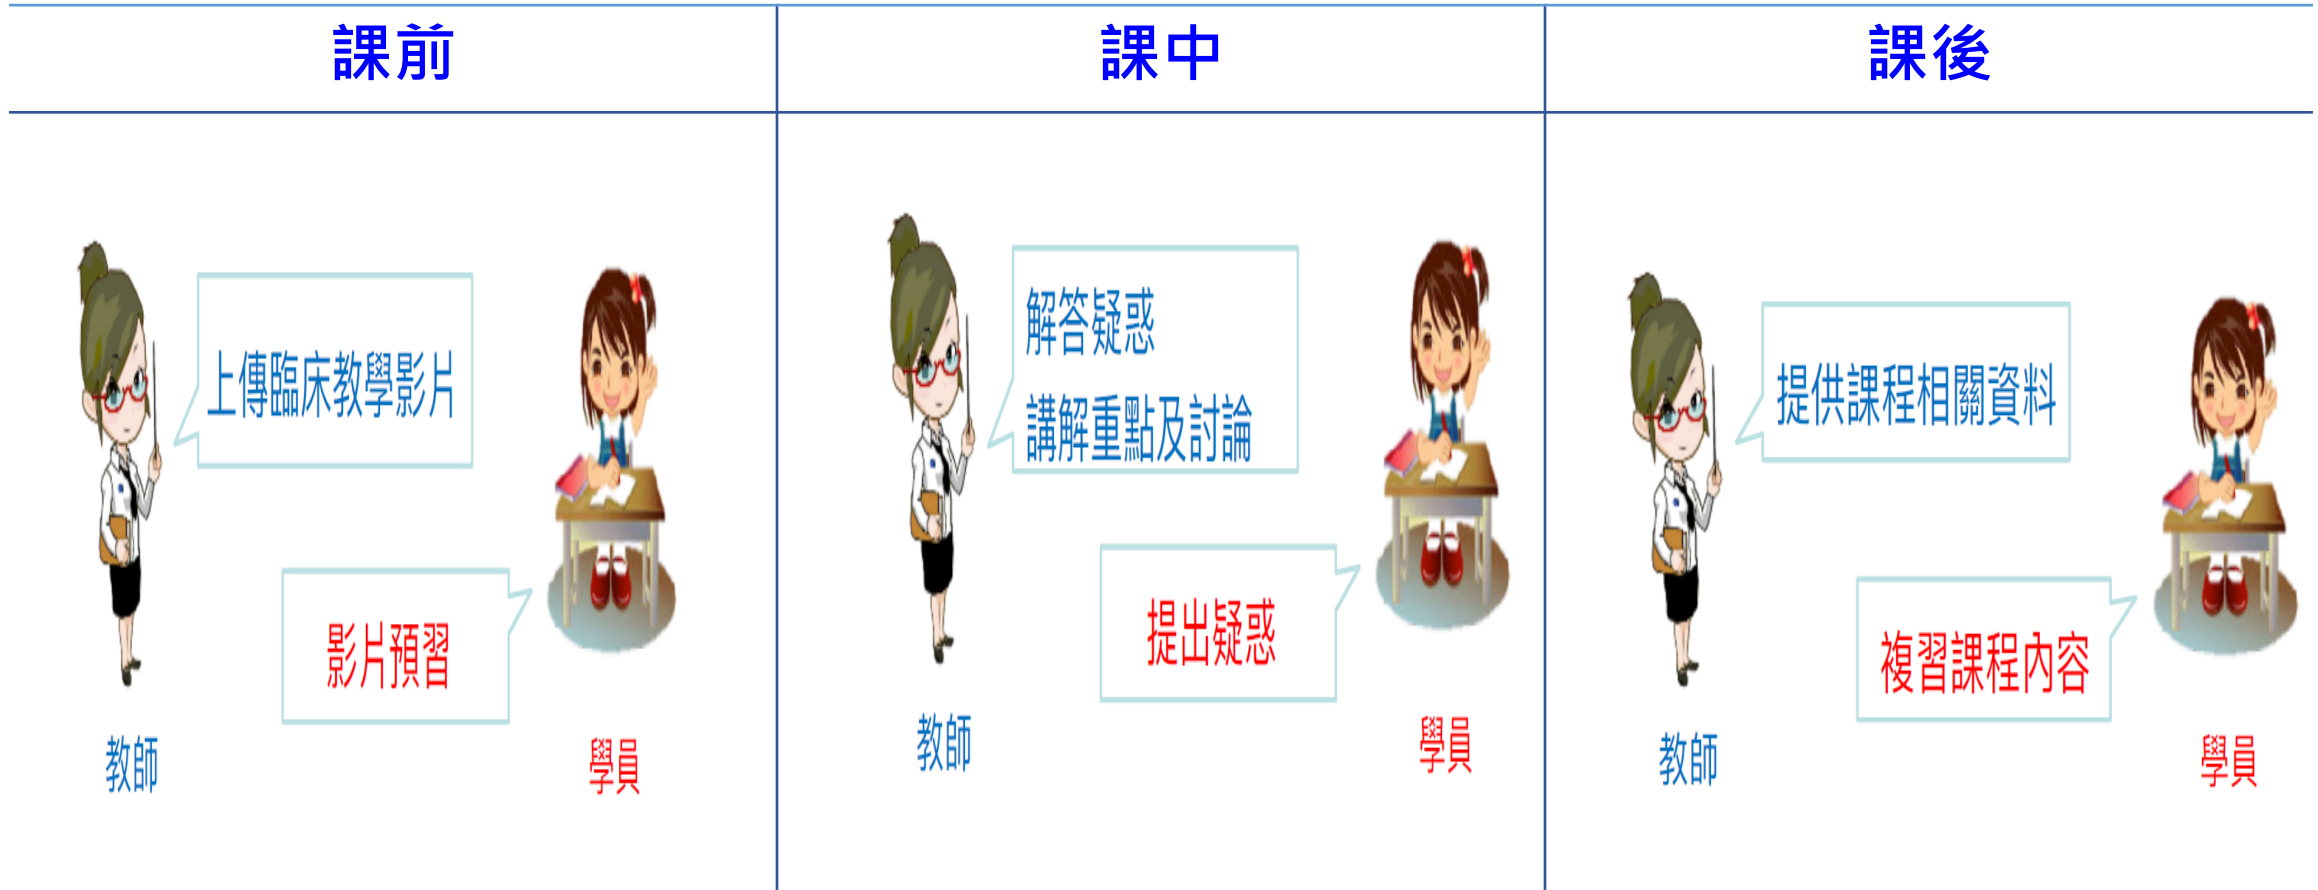 課前
課中
課後
上傳臨床教學影片
影片預習
教師
學員
解答疑惑
講解重點及討論
提出疑惑
教師
學員
提供課程相關資料
複習課程內容
教師
學員